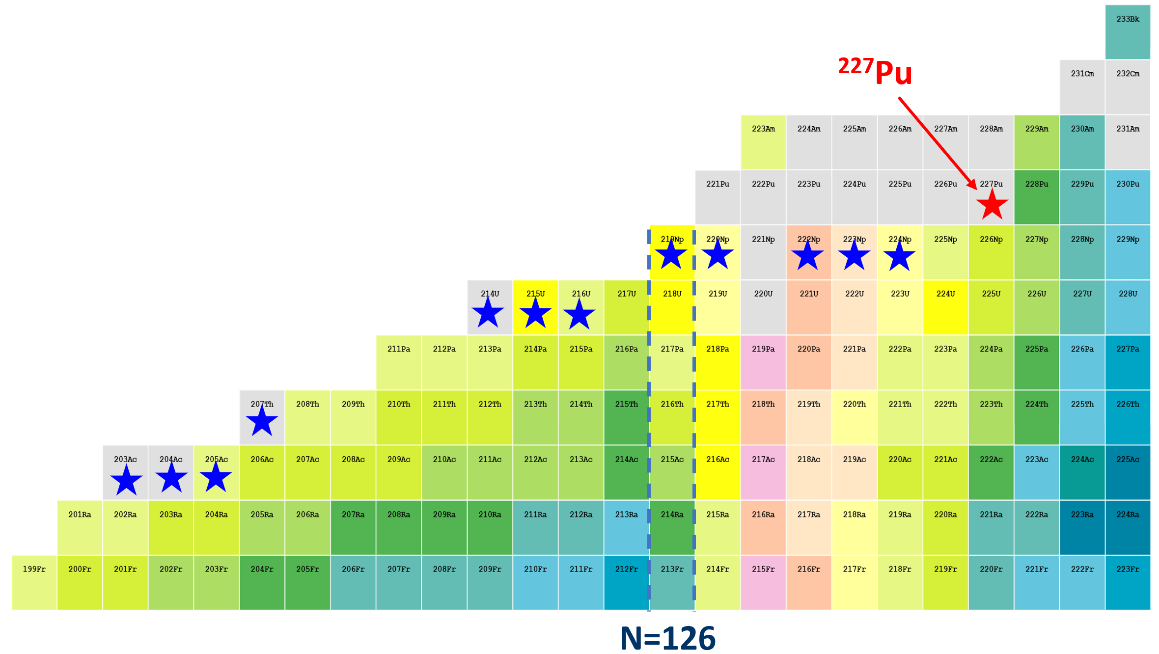 233Bk
²²⁷Pu
231Cm 232Cm
223Am 224Am 225Am 226Am 227Am 228Am 229Am 230Am 231Am
221Pu 222Pu 223Pu 224Pu 225Pu 226Pu 227Pu 228Pu 229Pu 230Pu
219Np 220Np 221Np 222Np 223Np 224Np 225Np 226Np 227Np 228Np 229Np
214U 215U 216U 217U 218U 219U 220U 221U 222U 223U 224U 225U 226U 227U 228U
211Pa 212Pa 213Pa 214Pa 215Pa 216Pa 217Pa 218Pa 219Pa 220Pa 221Pa 222Pa 223Pa 224Pa 225Pa 226Pa 227Pa
207Th 208Th 209Th 210Th 211Th 212Th 213Th 214Th 215Th 216Th 217Th 218Th 219Th 220Th 221Th 222Th 223Th 224Th 225Th 226Th
203Ac 204Ac 205Ac 206Ac 207Ac 208Ac 209Ac 210Ac 211Ac 212Ac 213Ac 214Ac 215Ac 216Ac 217Ac 218Ac 219Ac 220Ac 221Ac 222Ac 223Ac 224Ac 225Ac
201Ra 202Ra 203Ra 204Ra 205Ra 206Ra 207Ra 208Ra 209Ra 210Ra 211Ra 212Ra 213Ra 214Ra 215Ra 216Ra 217Ra 218Ra 219Ra 220Ra 221Ra 222Ra 223Ra 224Ra
199Fr 200Fr 201Fr 202Fr 203Fr 204Fr 205Fr 206Fr 207Fr 208Fr 209Fr 210Fr 211Fr 212Fr 213Fr 214Fr 215Fr 216Fr 217Fr 218Fr 219Fr 220Fr 221Fr 222Fr 223Fr
N=126